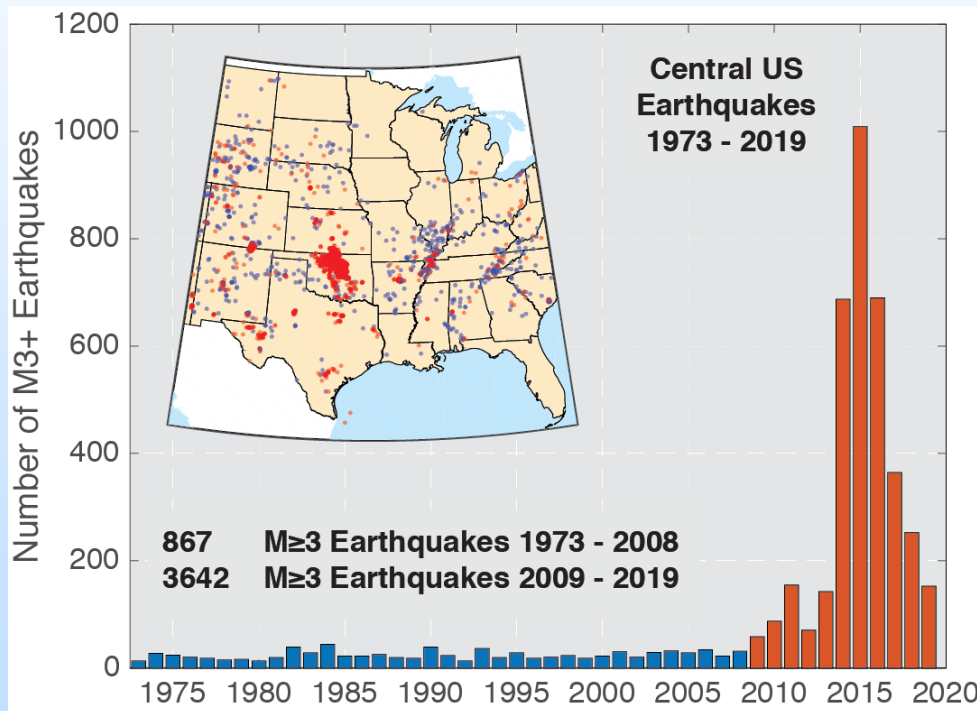 1200
1000
800
600
400
200
0
Number of M3+ Earthquakes
Central US
Earthquakes
1973 - 2019
867 M≥3 Earthquakes 1973 - 2008
3642 M≥3 Earthquakes 2009 - 2019
1975 1980 1985 1990 1995 2000 2005 2010 2015 2020